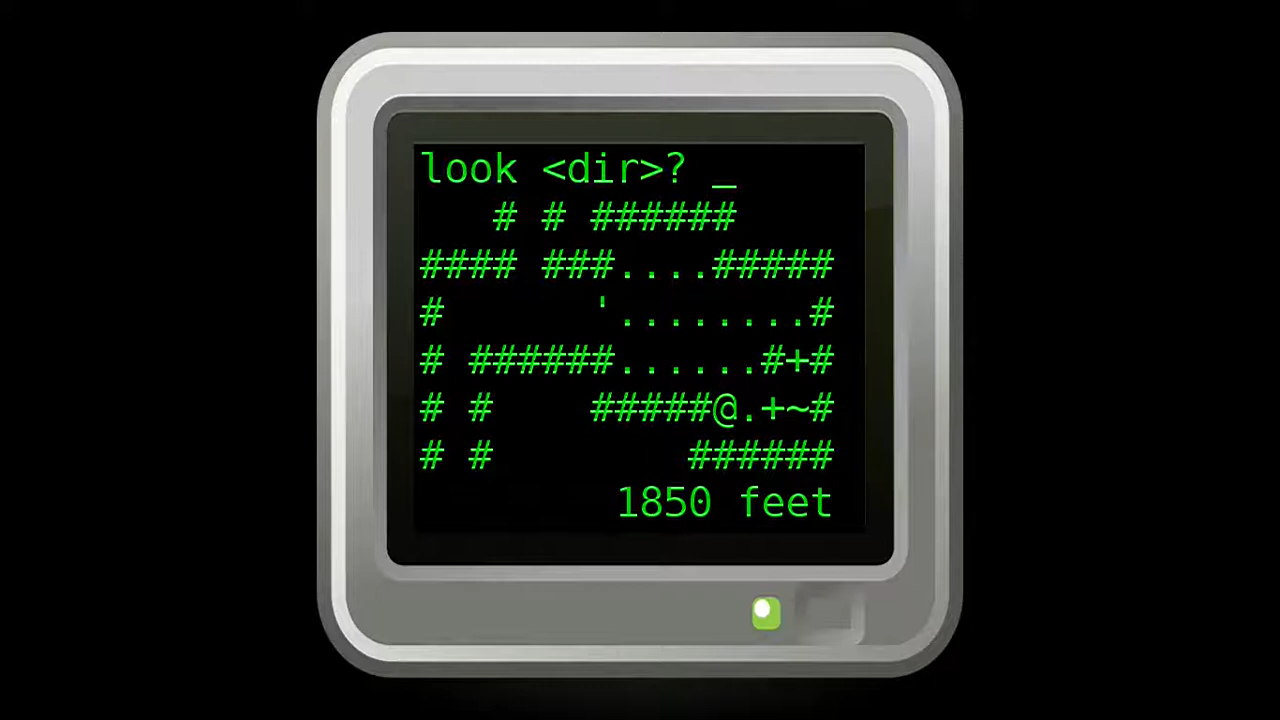 look <dir>? _
   # # ######
#### ###....#####
#      '........#
# ######......#+#
# #    #####@.+~#
# #        ######
        1850 feet